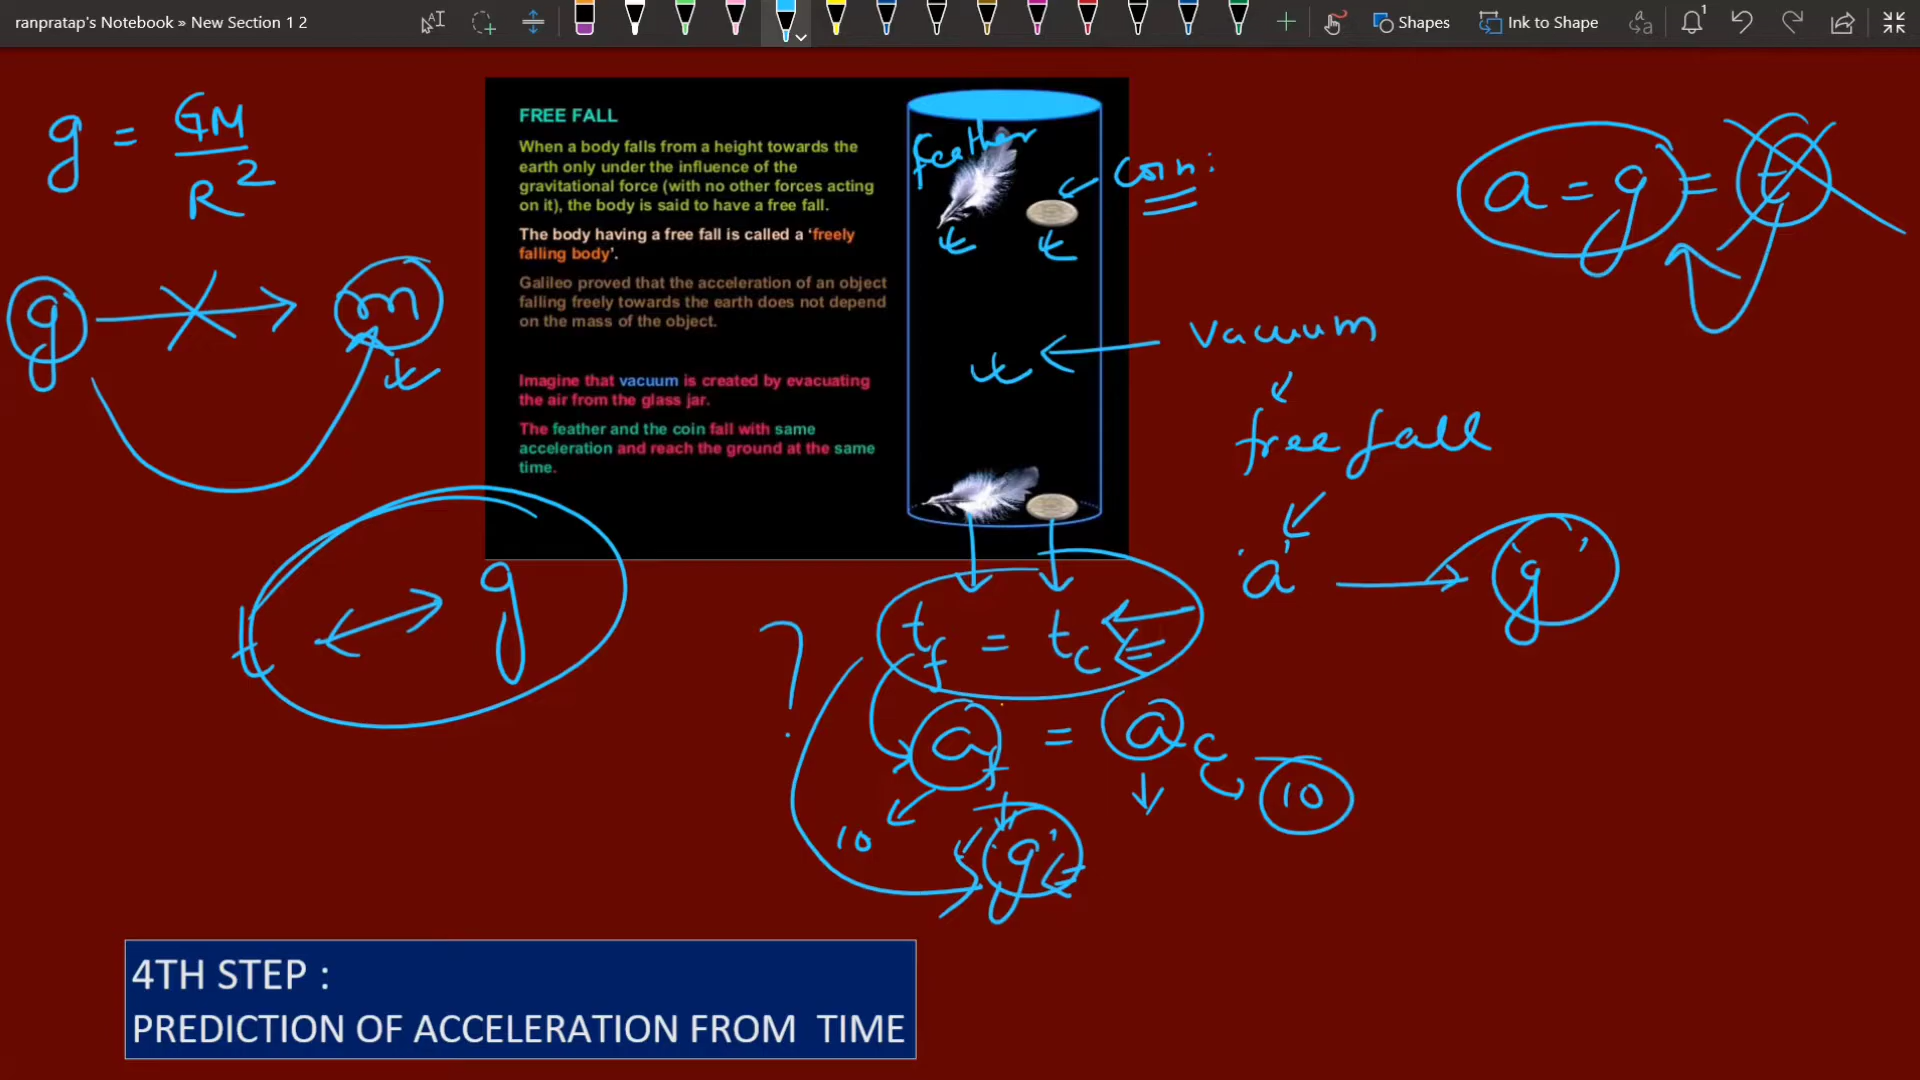 ranpratap's Notebook » New Section 1 2
Shapes
Ink to Shape
1
g = GM
R²
g
m
FREE FALL
When a body falls from a height towards the
earth only under the influence of the
gravitational force (with no other forces acting
on it), the body is said to have a free fall.
The body having a free fall is called a ‘freely
falling body’.
Galileo proved that the acceleration of an object
falling freely towards the earth does not depend
on the mass of the object.
Imagine that vacuum is created by evacuating
the air from the glass jar.
The feather and the coin fall with same
acceleration and reach the ground at the same
time.
feather
coin:
a = g = t
vacuum
free fall
'a'
'g'
t
g
tf = tc
?
af = ac
10
10
'g'
4TH STEP :
PREDICTION OF ACCELERATION FROM TIME